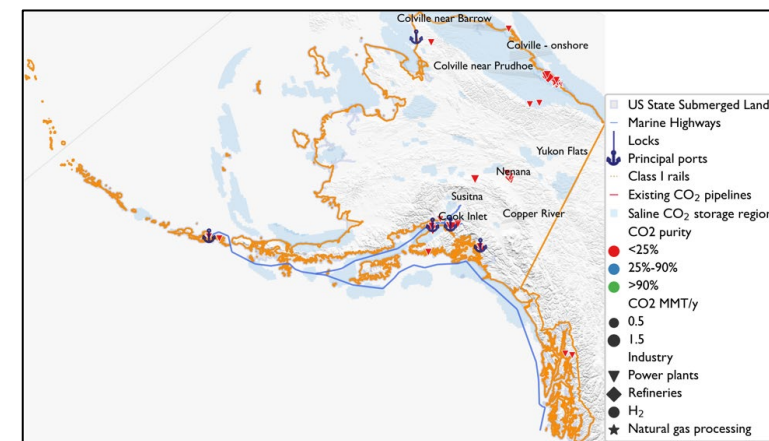 Colville near Barrow
Colville - onshore
Colville near Prudhoe
Yukon Flats
Nenana
Susitna
Cook Inlet
Copper River
US State Submerged Land
Marine Highways
Locks
Principal ports
Class I rails
Existing CO₂ pipelines
Saline CO₂ storage region
CO2 purity
<25%
25%-90%
>90%
CO2 MMT/y
0.5
1.5
Industry
Power plants
Refineries
H₂
Natural gas processing